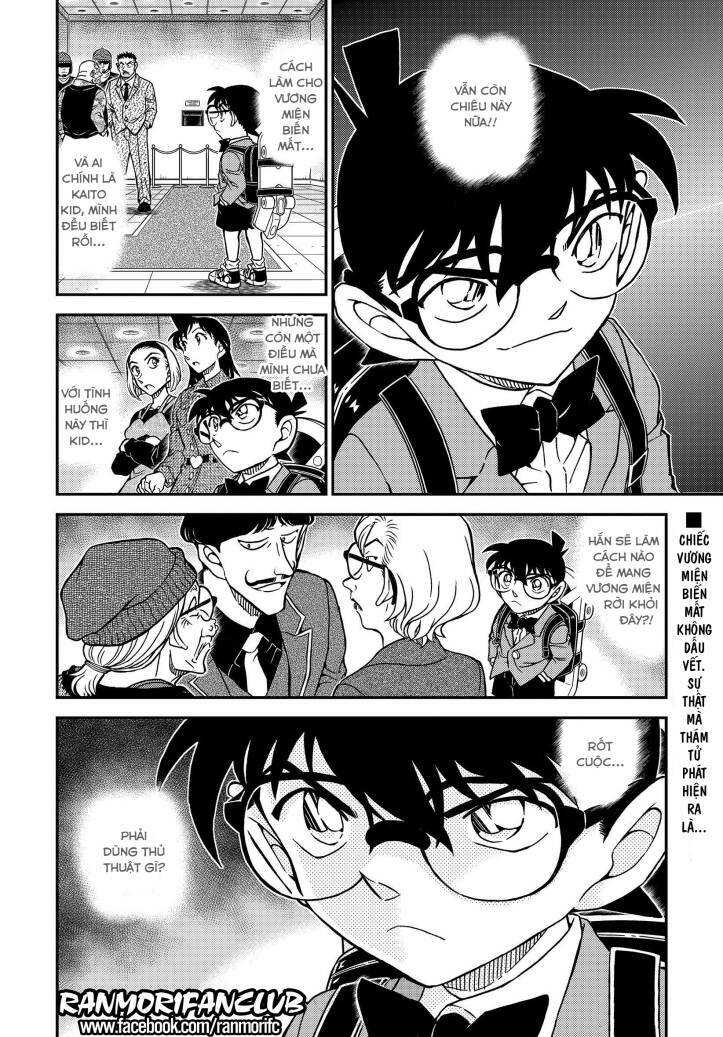 VẪN CÒN
CHIÊU NÀY
NỮA!!
CÁCH
LÀM CHO
VƯƠNG
MIỆN
BIẾN
MẤT...
VÀ AI
CHÍNH LÀ
KAITO
KID, MÌNH
ĐỀU BIẾT
RỒI...
NHƯNG
CÒN MỘT
ĐIỀU MÀ
MÌNH CHƯA
BIẾT...
VỚI TÌNH
HUỐNG
NÀY THÌ
KID...
HẮN SẼ LÀM
CÁCH NÀO
ĐỂ MANG
VƯƠNG MIỆN
RỜI KHỎI
ĐÂY?!
CHIẾC
VƯƠNG
MIỆN
BIẾN
MẤT
KHÔNG
DẤU
VẾT.
SỰ
THẬT
MÀ
THÁM
TỬ
PHÁT
HIỆN
RA
LÀ...
RỐT
CUỘC...
PHẢI
DÙNG THỦ
THUẬT GÌ?
RANMORIFANCLUB
www.facebook.com/ranmorifc